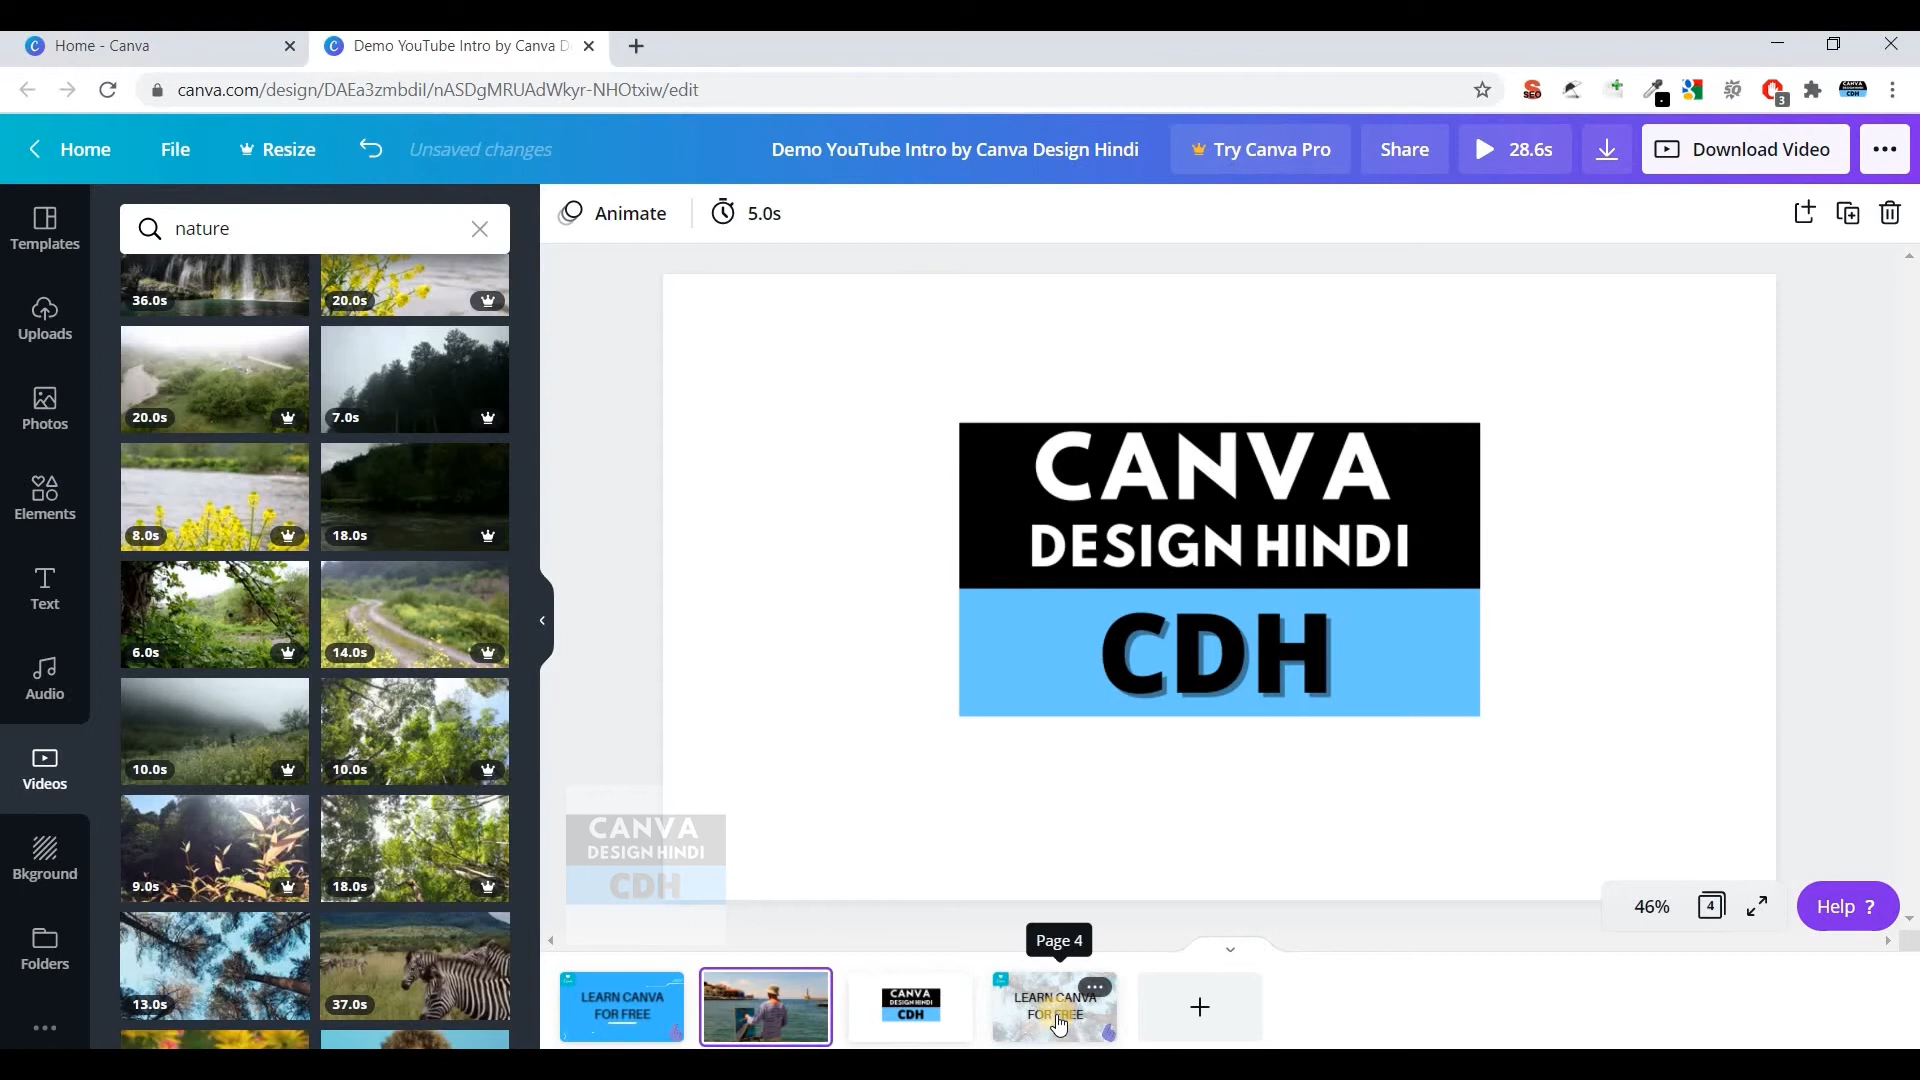 Home - Canva
Demo YouTube Intro by Canva D
canva.com/design/DAEa3zmbdiI/nASDgMRUAdWkyr-NHOtxiw/edit
SEO
3
CANVA
CDH
Home
File
Resize
Unsaved changes
Demo YouTube Intro by Canva Design Hindi
Try Canva Pro
Share
28.6s
Download Video
Templates
Uploads
Photos
Elements
Text
Audio
Videos
Bkground
Folders
nature
36.0s
20.0s
20.0s
7.0s
8.0s
18.0s
6.0s
14.0s
10.0s
10.0s
9.0s
18.0s
13.0s
37.0s
Animate
5.0s
CANVA
DESIGN HINDI
CDH
CANVA
DESIGN HINDI
CDH
46%
4
Help ?
Page 4
LEARN CANVA
FOR FREE
CANVA
DESIGN HINDI
CDH
LEARN CANVA
FOR FREE